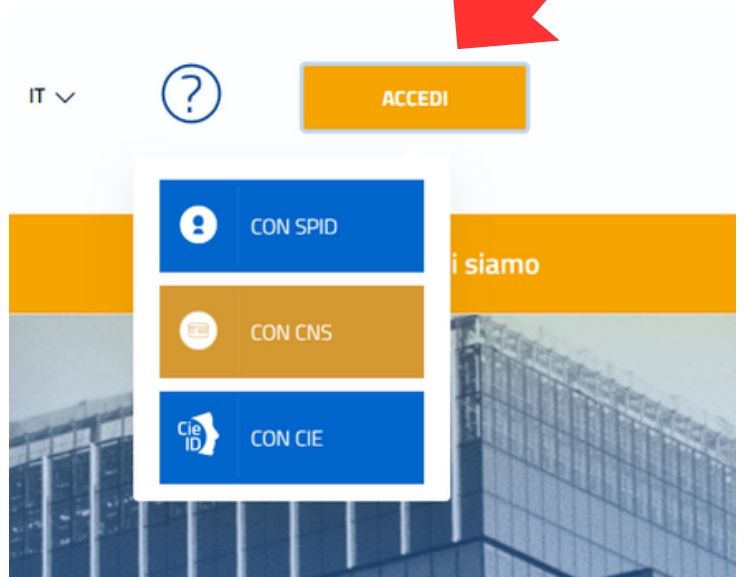 IT
?
ACCEDI
CON SPID
i siamo
CON CNS
Cie
ID
CON CIE